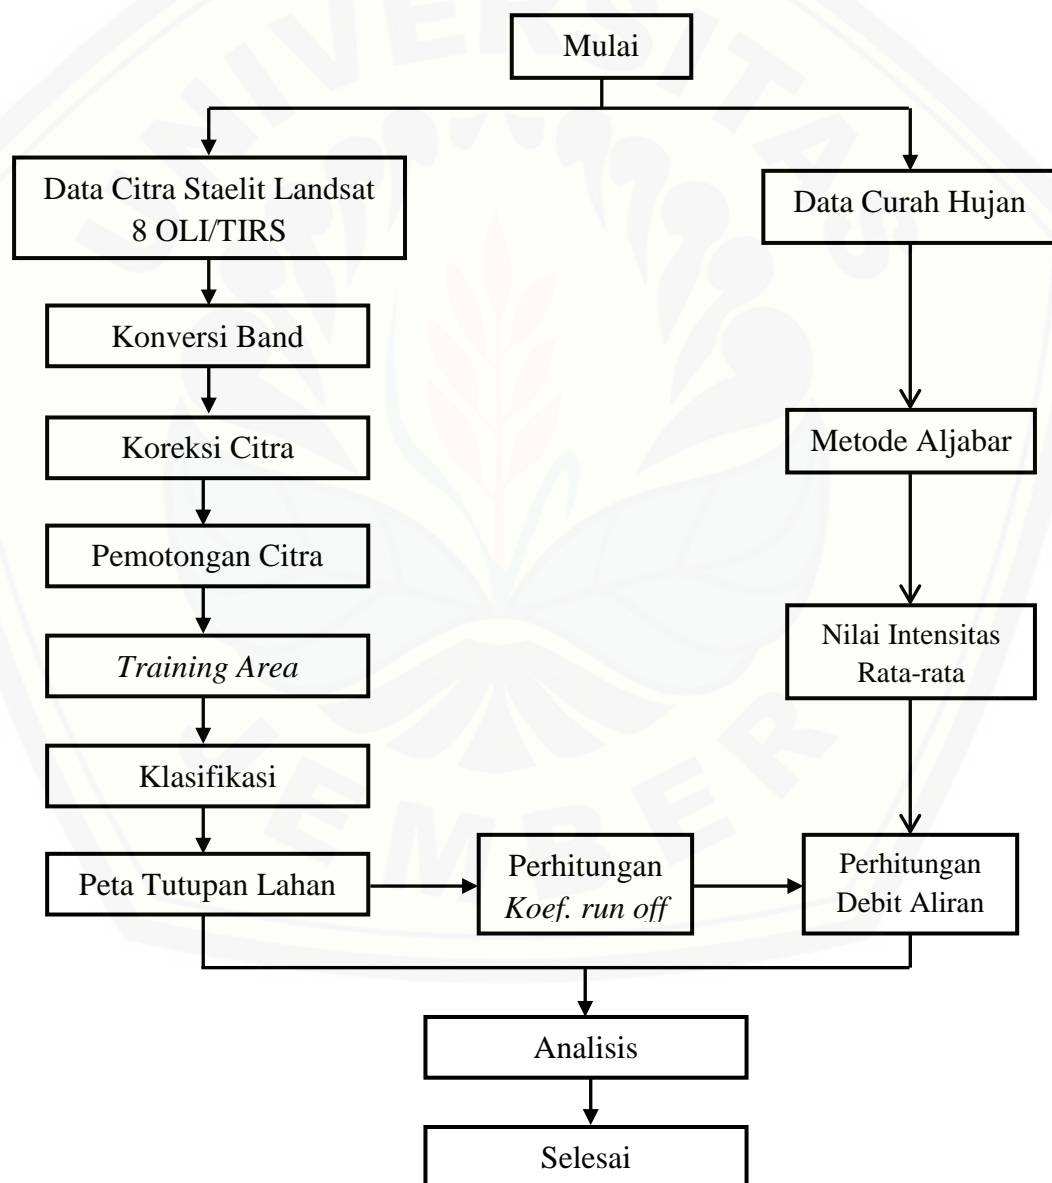 Mulai
Data Citra Staelit Landsat
8 OLI/TIRS
Konversi Band
Koreksi Citra
Pemotongan Citra
Training Area
Klasifikasi
Peta Tutupan Lahan
Perhitungan
Koef. run off
Data Curah Hujan
Metode Aljabar
Nilai Intensitas
Rata-rata
Perhitungan
Debit Aliran
Analisis
Selesai
UNIVERSITAS
JEMBER